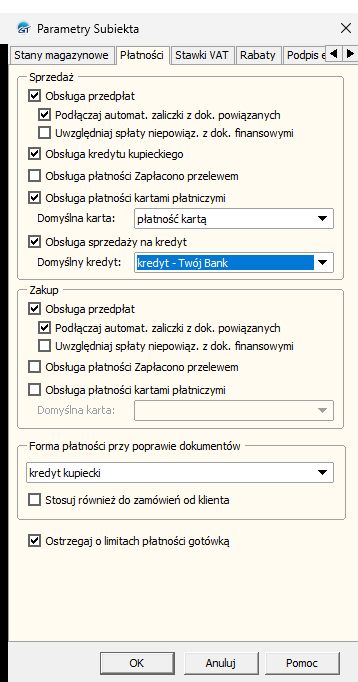 Parametry Subiekta
Stany magazynowe Płatności Stawki VAT Rabaty Podpis e
Sprzedaż
Obsługa przedpłat
Podłączaj automat. zaliczki z dok. powiązanych
Uwzględniaj spłaty niepowiąz. z dok. finansowymi
Obsługa kredytu kupieckiego
Obsługa płatności Zapłacono przelewem
Obsługa płatności kartami płatniczymi
Domyślna karta: płatność kartą
Obsługa sprzedaży na kredyt
Domyślny kredyt: kredyt - Twój Bank
Zakup
Obsługa przedpłat
Podłączaj automat. zaliczki z dok. powiązanych
Uwzględniaj spłaty niepowiąz. z dok. finansowymi
Obsługa płatności Zapłacono przelewem
Obsługa płatności kartami płatniczymi
Domyślna karta:
Forma płatności przy poprawie dokumentów
kredyt kupiecki
Stosuj również do zamówień od klienta
Ostrzegaj o limitach płatności gotówką
OK Anuluj Pomoc